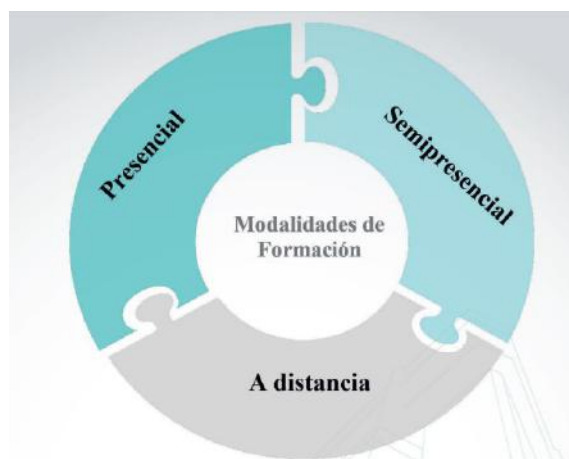 Presencial
Semipresencial
Modalidades de
Formación
A distancia